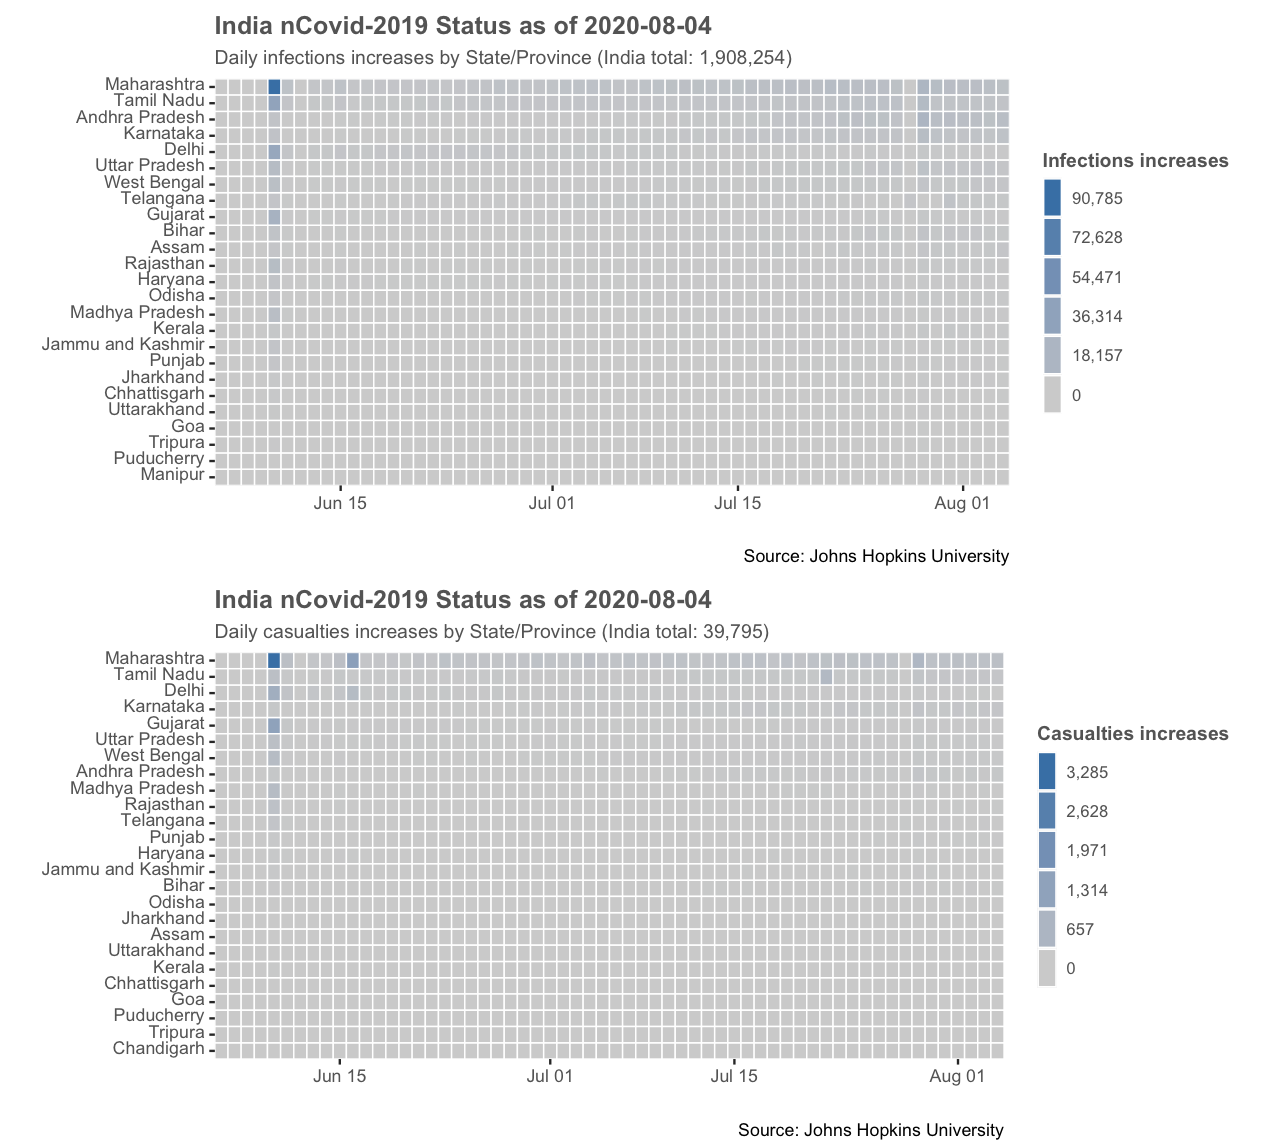 India nCovid-2019 Status as of 2020-08-04
Daily infections increases by State/Province (India total: 1,908,254)
Maharashtra
Tamil Nadu
Andhra Pradesh
Karnataka
Delhi
Uttar Pradesh
West Bengal
Telangana
Gujarat
Bihar
Assam
Rajasthan
Haryana
Odisha
Madhya Pradesh
Kerala
Jammu and Kashmir
Punjab
Jharkhand
Chhattisgarh
Uttarakhand
Goa
Tripura
Puducherry
Manipur
Jun 15 Jul 01 Jul 15 Aug 01
Infections increases
90,785
72,628
54,471
36,314
18,157
0
Source: Johns Hopkins University
India nCovid-2019 Status as of 2020-08-04
Daily casualties increases by State/Province (India total: 39,795)
Maharashtra
Tamil Nadu
Delhi
Karnataka
Gujarat
Uttar Pradesh
West Bengal
Andhra Pradesh
Madhya Pradesh
Rajasthan
Telangana
Punjab
Haryana
Jammu and Kashmir
Bihar
Odisha
Jharkhand
Assam
Uttarakhand
Kerala
Chhattisgarh
Goa
Puducherry
Tripura
Chandigarh
Jun 15 Jul 01 Jul 15 Aug 01
Casualties increases
3,285
2,628
1,971
1,314
657
0
Source: Johns Hopkins University